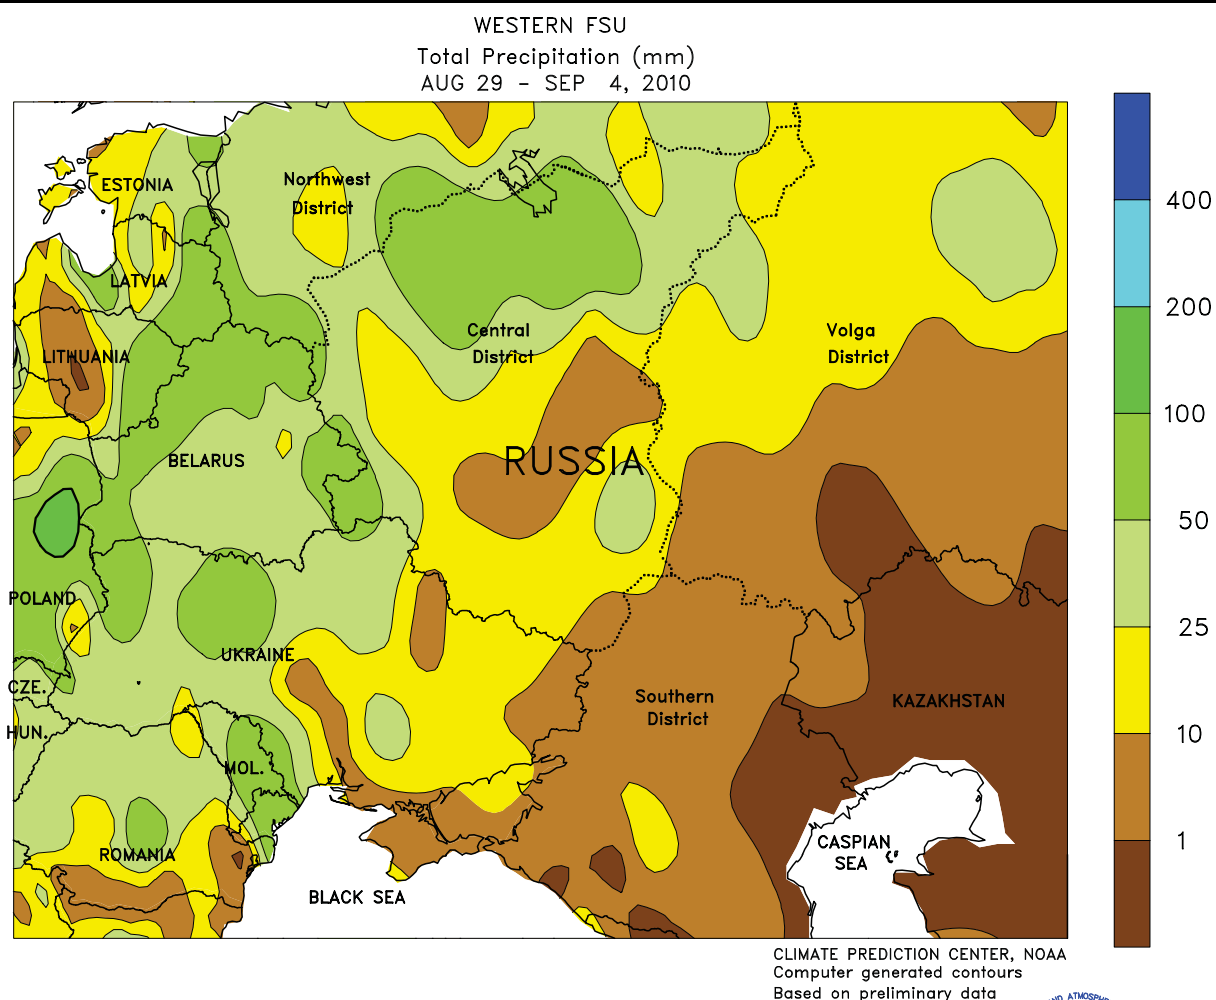 WESTERN FSU
Total Precipitation (mm)
AUG 29 - SEP 4, 2010
ESTONIA
Northwest
District
LATVIA
LITHUANIA
Central
District
Volga
District
BELARUS
RUSSIA
POLAND
UKRAINE
CZE.
Southern
District
KAZAKHSTAN
HUN.
MOL.
ROMANIA
CASPIAN
SEA
BLACK SEA
400
200
100
50
25
10
1
CLIMATE PREDICTION CENTER, NOAA
Computer generated contours
Based on preliminary data
AND ATMOSPH